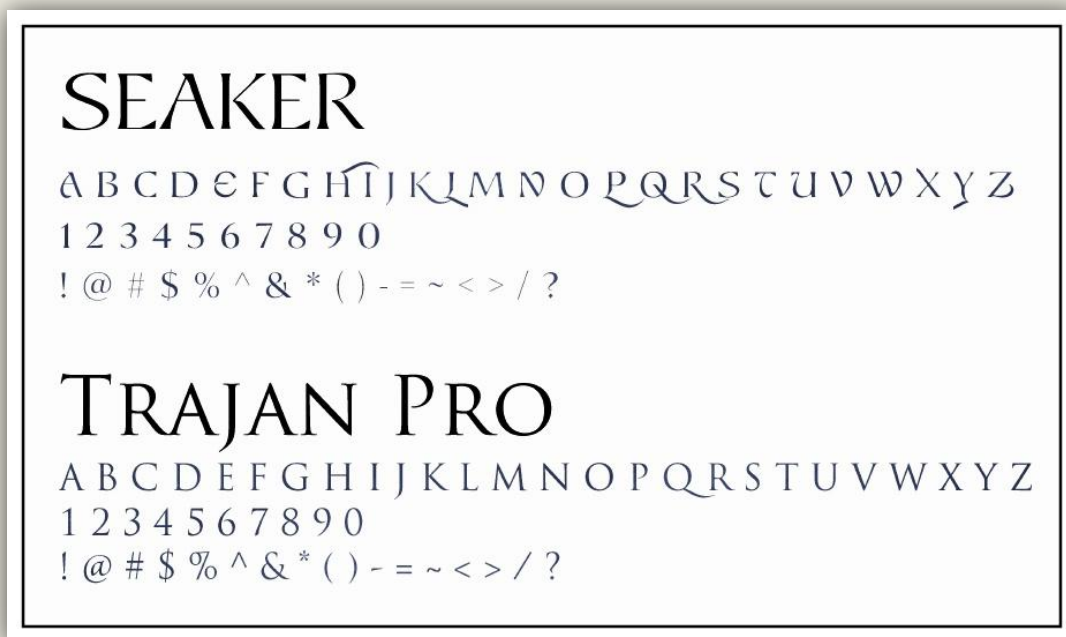 SEAKER
A B C D E F G H I J K L M N O P Q R S T U V W X Y Z
1 2 3 4 5 6 7 8 9 0
! @ # $ % ^ & * ( ) - = ~ < > / ?
TRAJAN PRO
A B C D E F G H I J K L M N O P Q R S T U V W X Y Z
1 2 3 4 5 6 7 8 9 0
! @ # $ % ^ & * ( ) - = ~ < > / ?